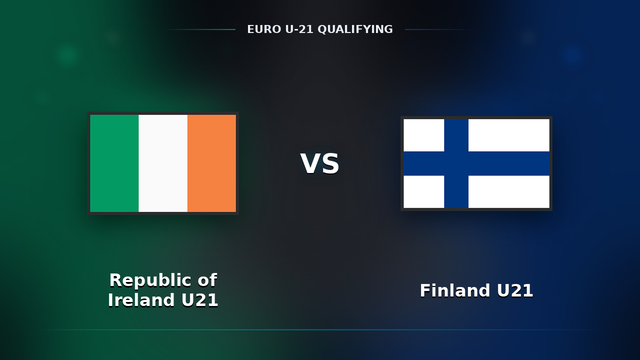 EURO U-21 QUALIFYING
VS
Republic of
Ireland U21
Finland U21